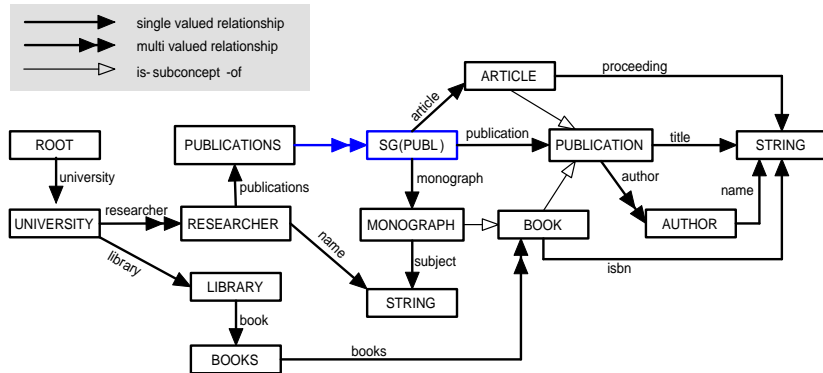 single valued relationship
multi valued relationship
is-subconcept -of
ARTICLE
proceeding
article
ROOT
PUBLICATIONS
SG(PUBL)
publication
PUBLICATION
title
STRING
university
publications
monograph
author
name
UNIVERSITY
researcher
RESEARCHER
MONOGRAPH
BOOK
AUTHOR
library
name
subject
isbn
LIBRARY
STRING
book
BOOKS
books